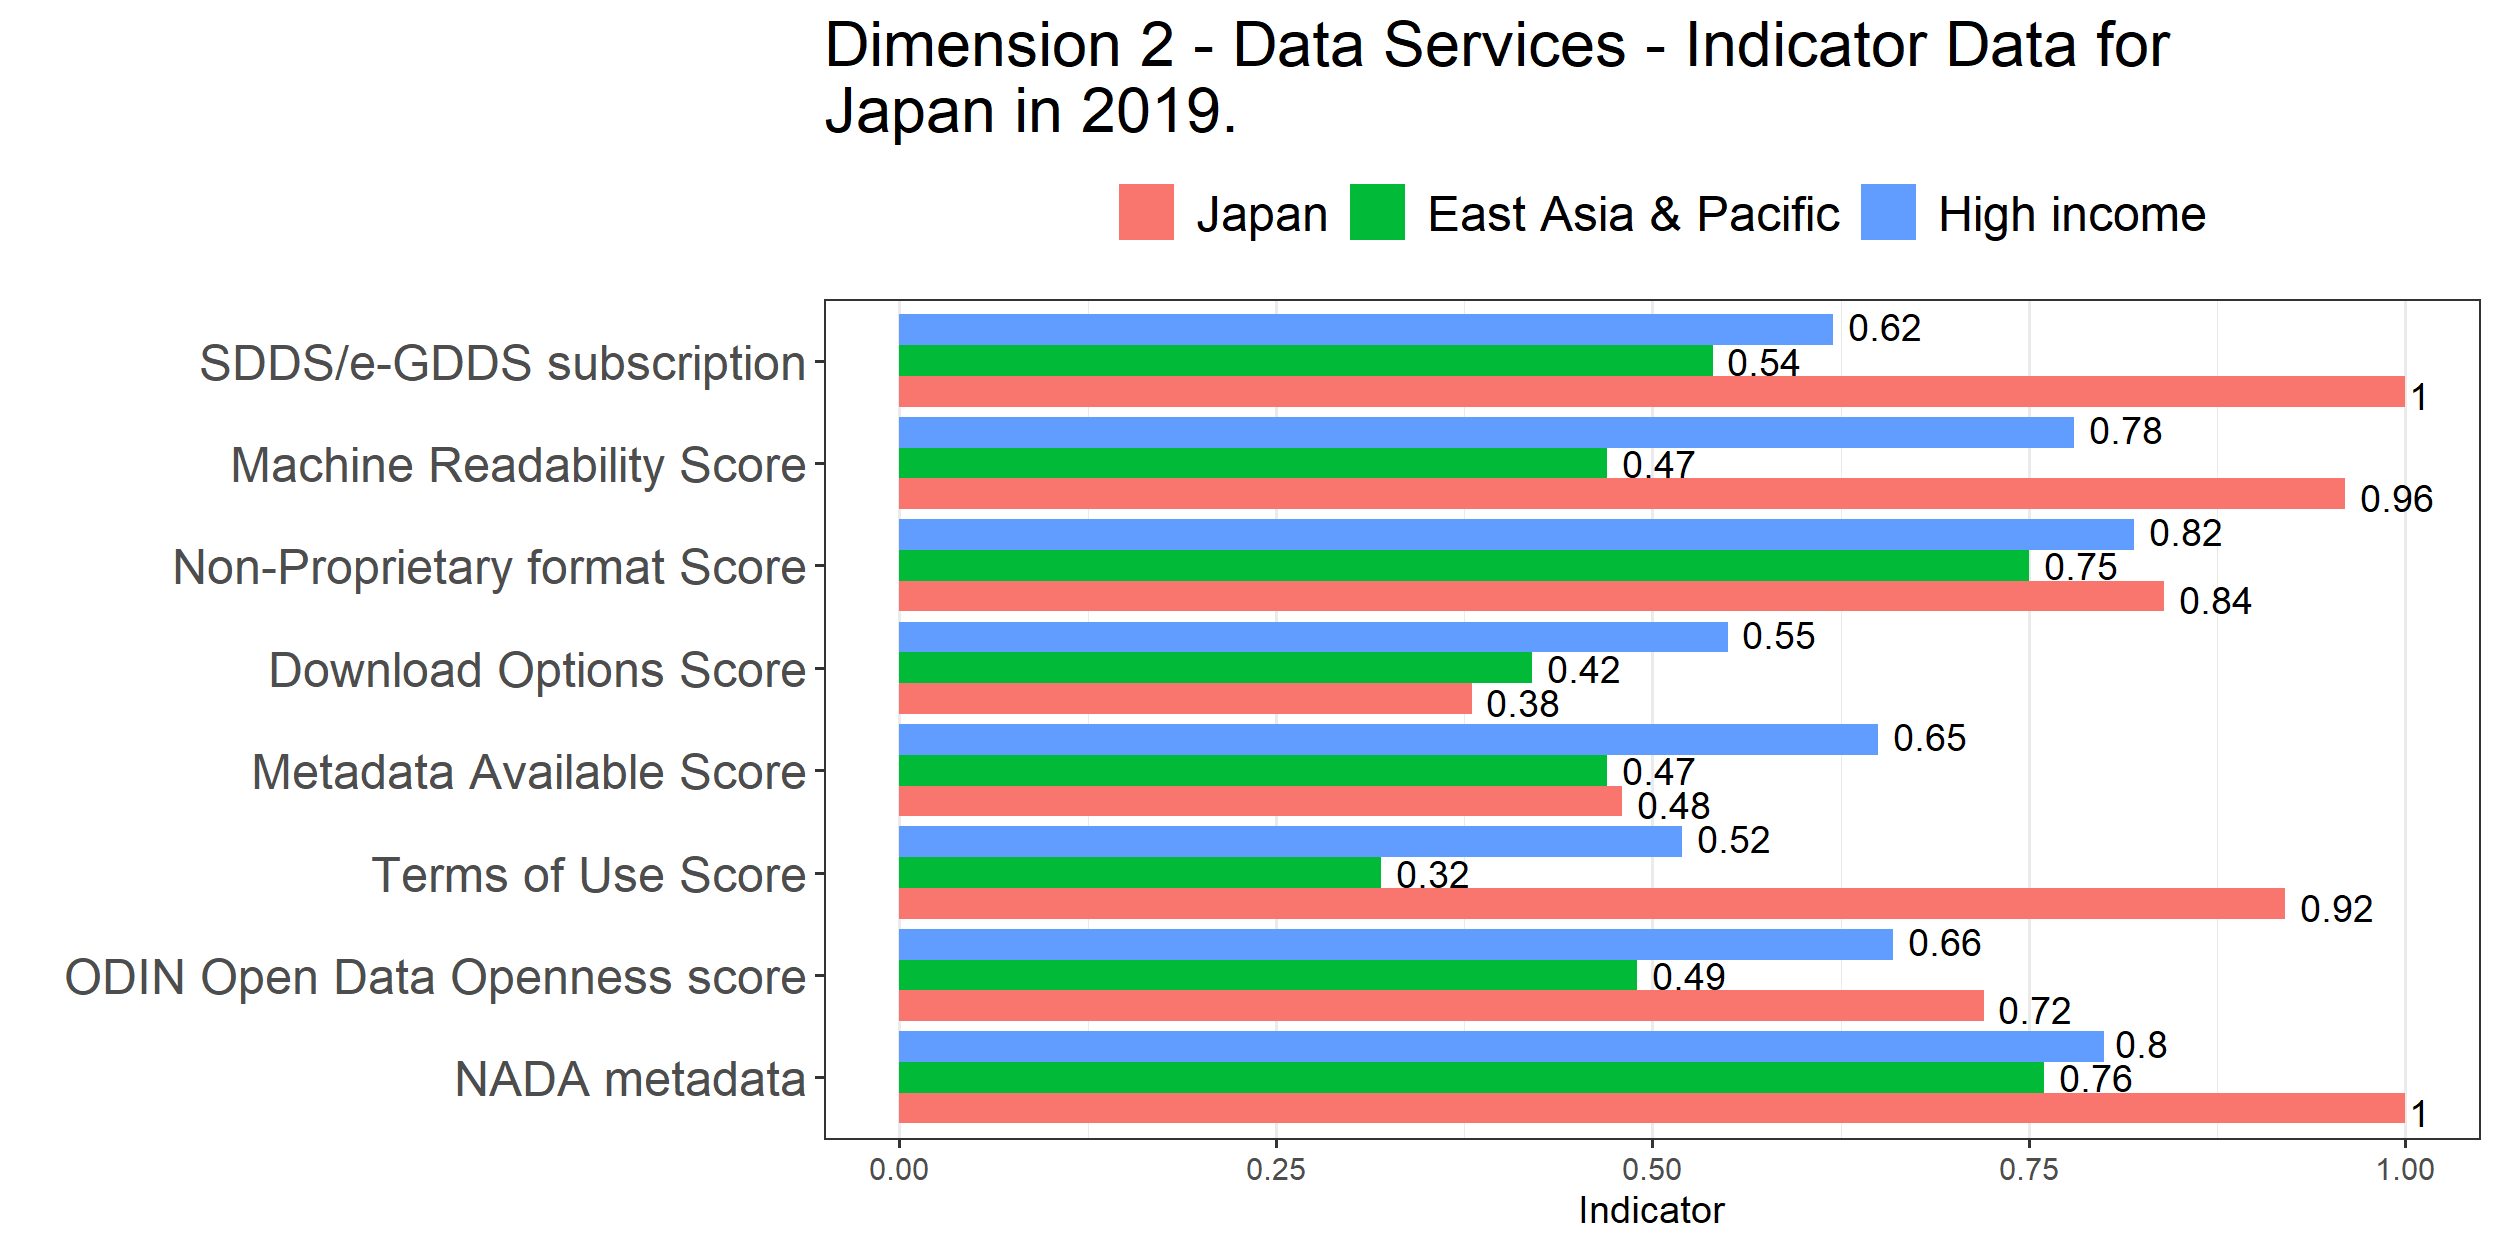 Dimension 2 - Data Services - Indicator Data for
Japan in 2019.
Japan East Asia & Pacific High income
SDDS/e-GDDS subscription
0.62
0.54
1
Machine Readability Score
0.78
0.47
0.96
Non-Proprietary format Score
0.82
0.75
0.84
Download Options Score
0.55
0.42
0.38
Metadata Available Score
0.65
0.47
0.48
Terms of Use Score
0.52
0.32
0.92
ODIN Open Data Openness score
0.66
0.49
0.72
NADA metadata
0.8
0.76
1
0.00 0.25 0.50 0.75 1.00
Indicator